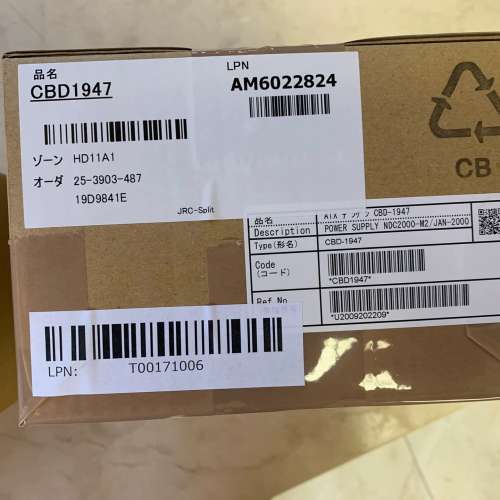 品名
CBD1947
LPN
AM6022824
ゾーン HD11A1
オーダ 25-3903-487
19D9841E
JRC-Split
CB
品名 CBD-1947
Description POWER SUPPLY NDC2000-M2/JAN-2000
Type(形名) CBD-1947
Code
(コード)
*CBD1947*
Ref.No
*U2009202209*
LPN: T00171006